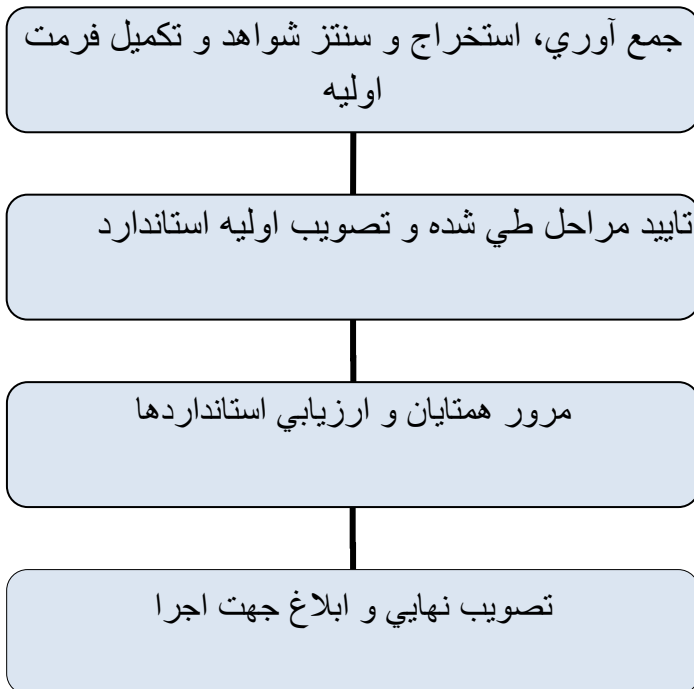 جمع آوري، استخراج و سنتز شواهد و تكميل فرمت
اوليه
تاييد مراحل طي شده و تصويب اوليه استاندارد
مرور همتايان و ارزيابي استانداردها
تصويب نهايي و ابلاغ جهت اجرا